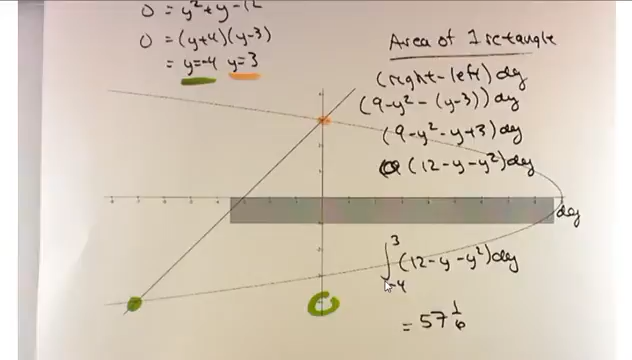 0 = y²+y-12
0 = (y+4)(y-3)
= y=-4 y=3
Area of 1 rectangle
(right-left) dy
(9-y²-(y-3)) dy
(9-y²-y+3) dy
(12-y-y²) dy
dy
∫₋₄³ (12-y-y²) dy
= 57 1/6